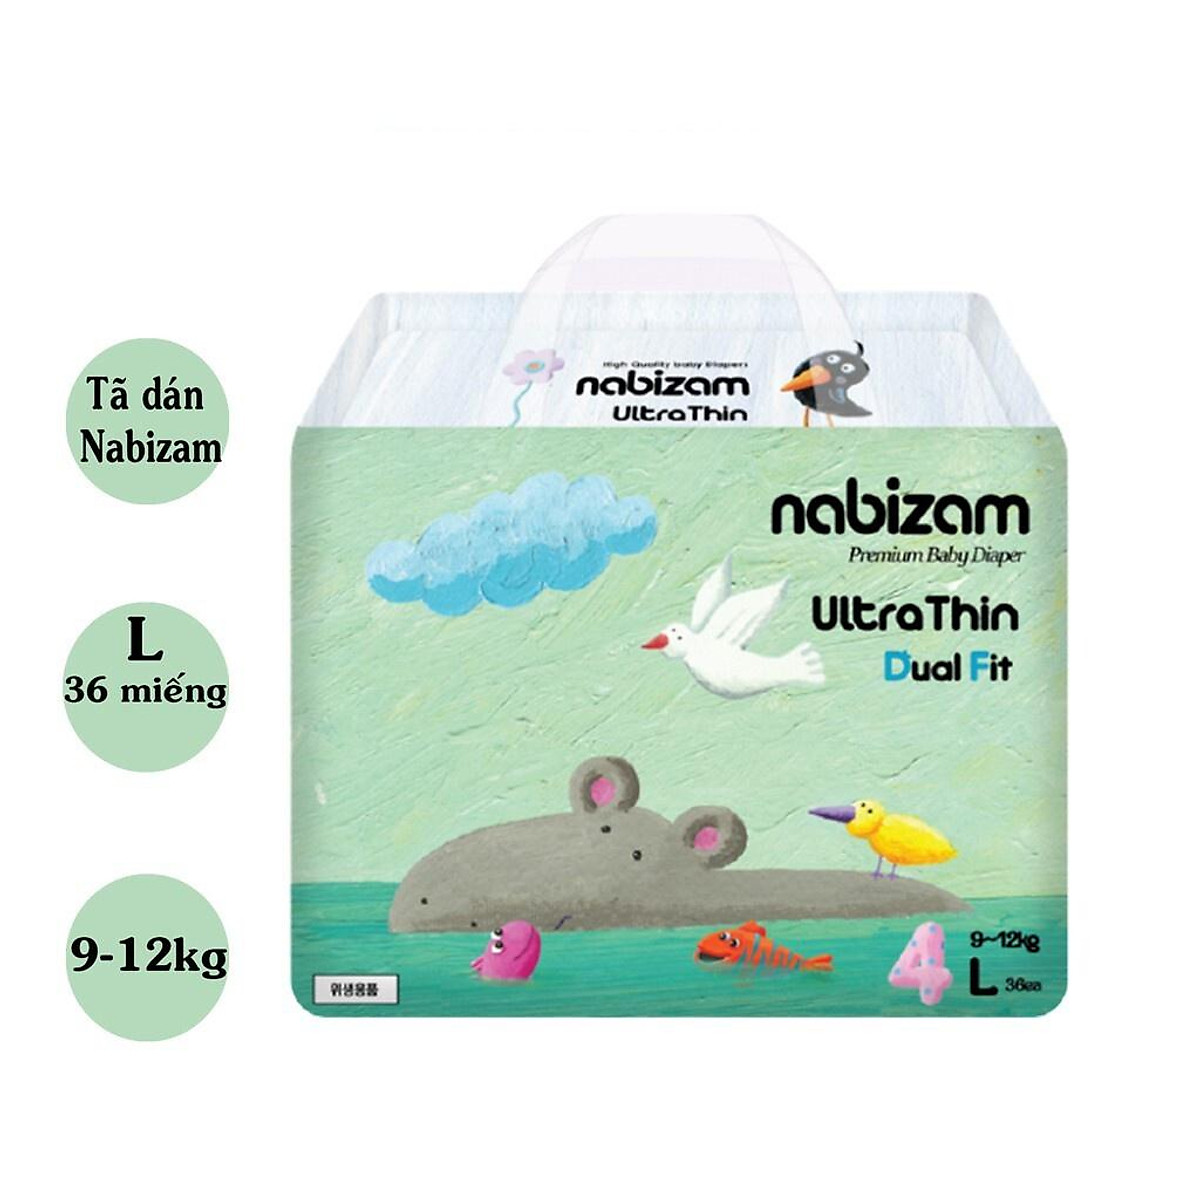 Tã dán
Nabizam
L
36 miếng
9-12kg
High Quality baby Diapers
nabizam
UltraThin
nabizam
Premium Baby Diaper
UltraThin
Dual Fit
4
9~12kg
L 36ea
위생용품